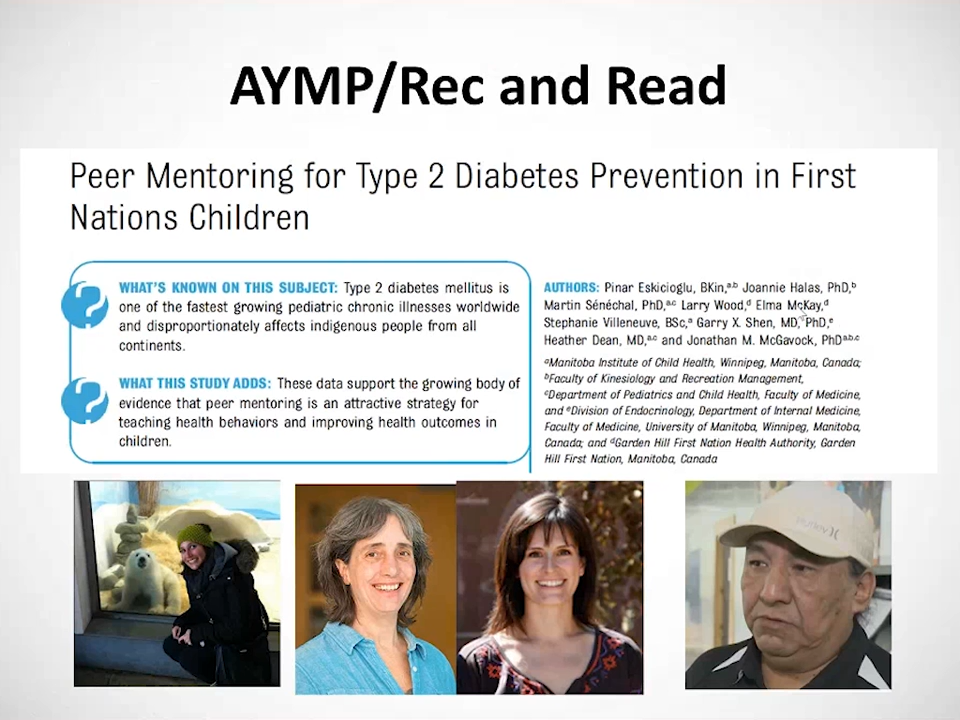 AYMP/Rec and Read
Peer Mentoring for Type 2 Diabetes Prevention in First
Nations Children
WHAT'S KNOWN ON THIS SUBJECT: Type 2 diabetes mellitus is
one of the fastest growing pediatric chronic illnesses worldwide
and disproportionately affects indigenous people from all
continents.
WHAT THIS STUDY ADDS: These data support the growing body of
evidence that peer mentoring is an attractive strategy for
teaching health behaviors and improving health outcomes in
children.
AUTHORS: Pinar Eskicioglu, BKin,a,b Joannie Halas, PhD,b
Martin Sénéchal, PhD,a,c Larry Wood,d Elma McKay,d
Stephanie Villeneuve, BSc,a Garry X. Shen, MD, PhD,e
Heather Dean, MD,a,c and Jonathan M. McGavock, PhDa,b,c
aManitoba Institute of Child Health, Winnipeg, Manitoba, Canada;
bFaculty of Kinesiology and Recreation Management,
cDepartment of Pediatrics and Child Health, Faculty of Medicine,
and eDivision of Endocrinology, Department of Internal Medicine,
Faculty of Medicine, University of Manitoba, Winnipeg, Manitoba,
Canada; and dGarden Hill First Nation Health Authority, Garden
Hill First Nation, Manitoba, Canada
Hurley